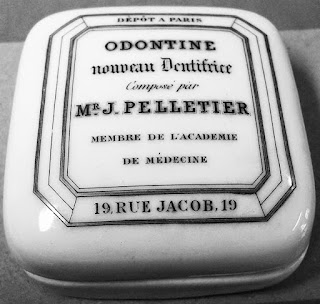 DÉPÔT A PARIS
ODONTINE
nouveau Dentifrice
Composé par
MR. J. PELLETIER
MEMBRE DE L'ACADEMIE
DE MÉDECINE
19, RUE JACOB, 19